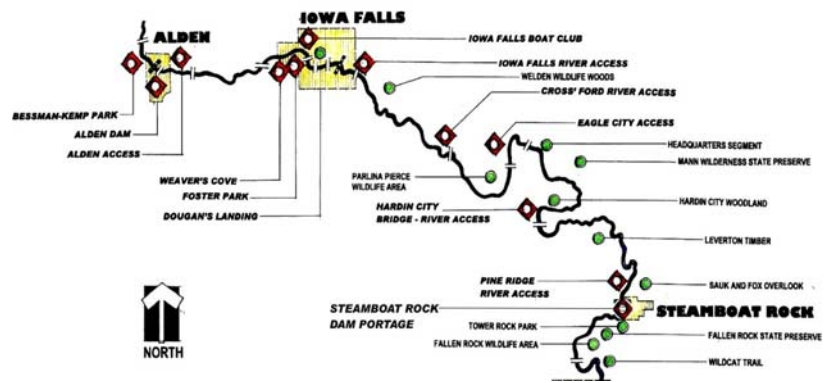 IOWA FALLS
ALDEN
IOWA FALLS BOAT CLUB
IOWA FALLS RIVER ACCESS
WELDEN WILDLIFE WOODS
CROSS' FORD RIVER ACCESS
BESSMAN-KEMP PARK
EAGLE CITY ACCESS
ALDEN DAM
HEADQUARTERS SEGMENT
ALDEN ACCESS
MANN WILDERNESS STATE PRESERVE
WEAVER'S COVE
PARLINA PIERCE
WILDLIFE AREA
FOSTER PARK
HARDIN CITY WOODLAND
DOUGAN'S LANDING
HARDIN CITY
BRIDGE - RIVER ACCESS
LEVERTON TIMBER
PINE RIDGE
RIVER ACCESS
SAUK AND FOX OVERLOOK
STEAMBOAT ROCK
DAM PORTAGE
STEAMBOAT ROCK
TOWER ROCK PARK
FALLEN ROCK STATE PRESERVE
FALLEN ROCK WILDLIFE AREA
WILDCAT TRAIL
NORTH